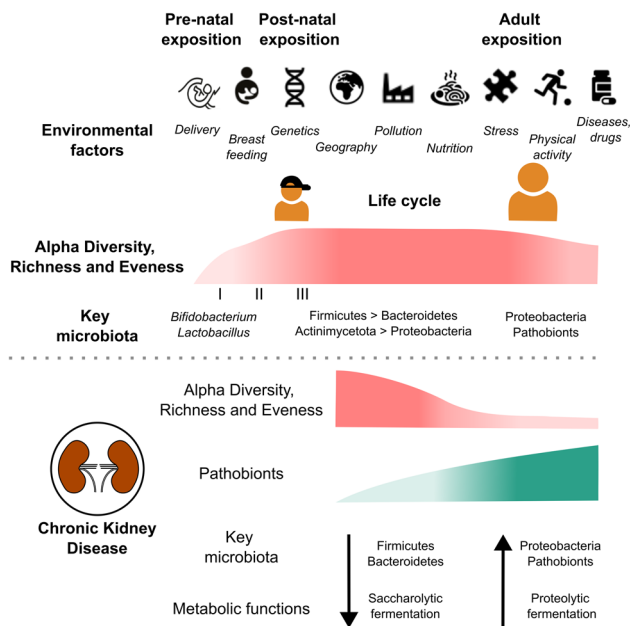 Pre-natal
exposition
Post-natal
exposition
Adult
exposition
Environmental
factors
Delivery
Breast
feeding
Genetics
Geography
Pollution
Nutrition
Stress
Physical
activity
Diseases,
drugs
Life cycle
Alpha Diversity,
Richness and Eveness
I II III
Key
microbiota
Bifidobacterium
Lactobacillus
Firmicutes > Bacteroidetes
Actinimycetota > Proteobacteria
Proteobacteria
Pathobionts
Alpha Diversity,
Richness and Eveness
Pathobionts
Chronic Kidney
Disease
Key
microbiota
Firmicutes
Bacteroidetes
Proteobacteria
Pathobionts
Metabolic functions
Saccharolytic
fermentation
Proteolytic
fermentation